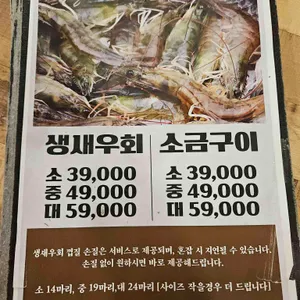 생새우회
소 39,000
중 49,000
대 59,000
소금구이
소 39,000
중 49,000
대 59,000
생새우회 껍질 손질은 서비스로 제공되며, 혼잡 시 지연될 수 있습니다.
손질 없이 원하시면 바로 제공해드립니다.
소 14마리, 중 19마리,대 24마리 [사이즈 작을경우 더 드립니다]